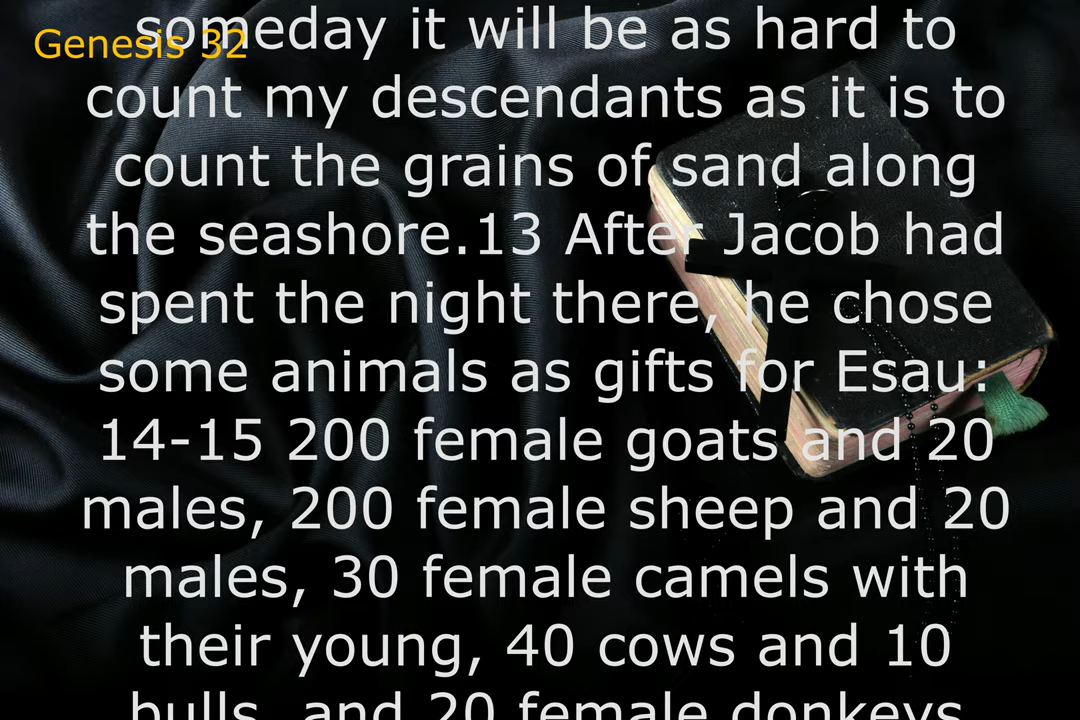 Genesis 32
someday it will be as hard to
count my descendants as it is to
count the grains of sand along
the seashore.13 After Jacob had
spent the night there, he chose
some animals as gifts for Esau:
14-15 200 female goats and 20
males, 200 female sheep and 20
males, 30 female camels with
their young, 40 cows and 10
bulls, and 20 female donkeys